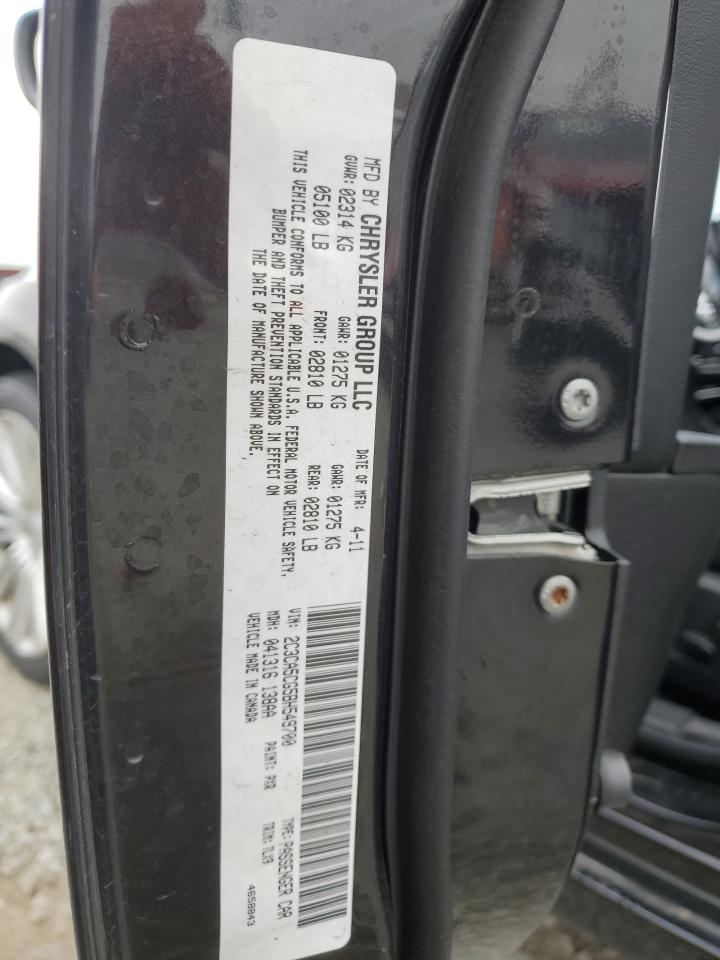 MFD BY CHRYSLER GROUP LLC
DATE OF MFR: 4-11
GVWR: 02314 KG
GAWR: 01275 KG
GAWR: 01275 KG
05100 LB
FRONT: 02810 LB
REAR: 02810 LB
THIS VEHICLE CONFORMS TO ALL APPLICABLE U.S.A. FEDERAL MOTOR VEHICLE SAFETY,
BUMPER AND THEFT PREVENTION STANDARDS IN EFFECT ON
THE DATE OF MANUFACTURE SHOWN ABOVE.
VIN: 2C3CA5CG5BH549700
TYPE: PASSENGER CAR
MDH: 041316 138AA
PAINT: PXR
TRIM: TLX9
VEHICLE MADE IN CANADA
4658843